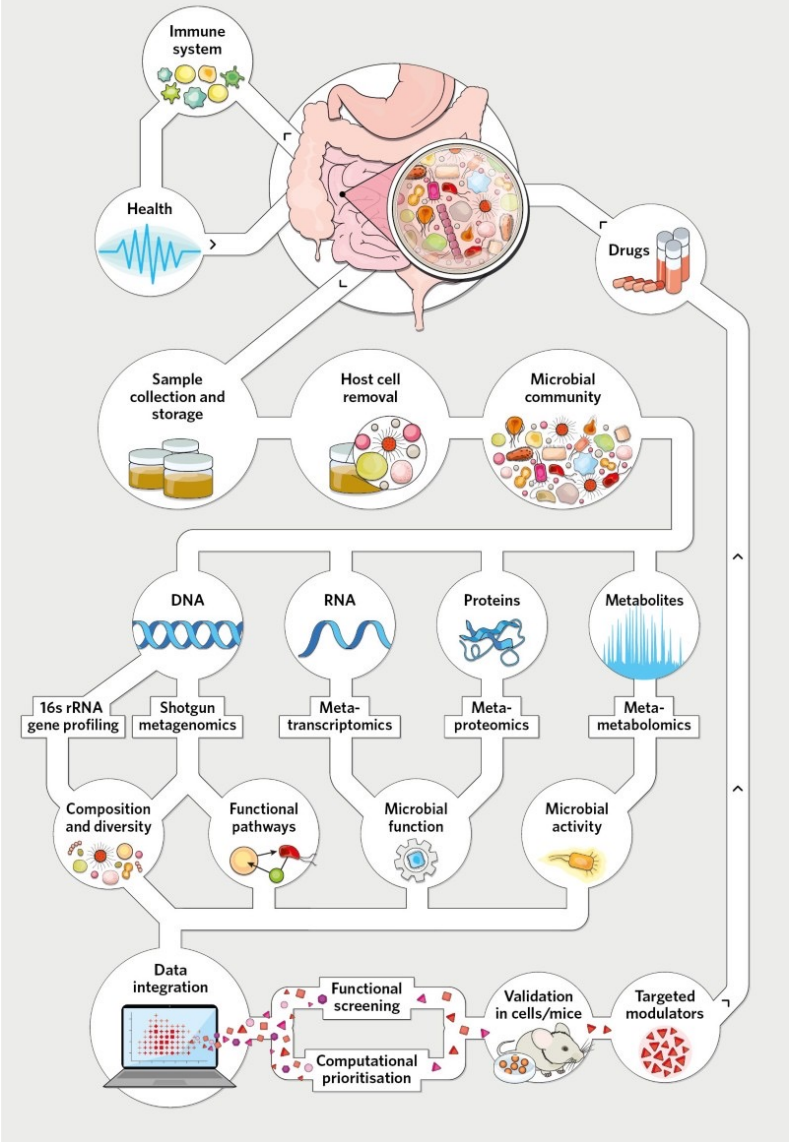 Immune
system
Health
Drugs
Sample
collection and
storage
Host cell
removal
Microbial
community
DNA
RNA
Proteins
Metabolites
16s rRNA
gene profiling
Shotgun
metagenomics
Meta-
transcriptomics
Meta-
proteomics
Meta-
metabolomics
Composition
and diversity
Functional
pathways
Microbial
function
Microbial
activity
Data
integration
Functional
screening
Computational
prioritisation
Validation
in cells/mice
Targeted
modulators